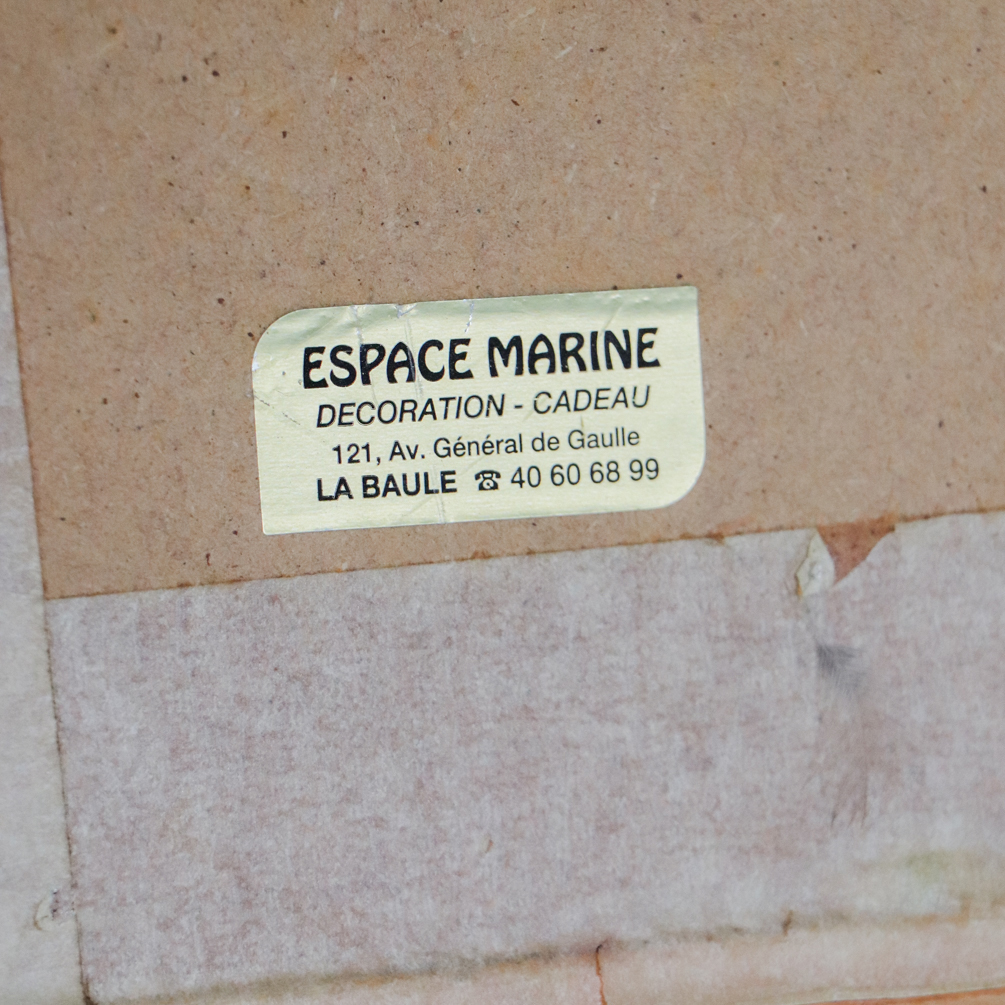 ESPACE MARINE
DECORATION - CADEAU
121, Av. Général de Gaulle
LA BAULE ☎ 40 60 68 99